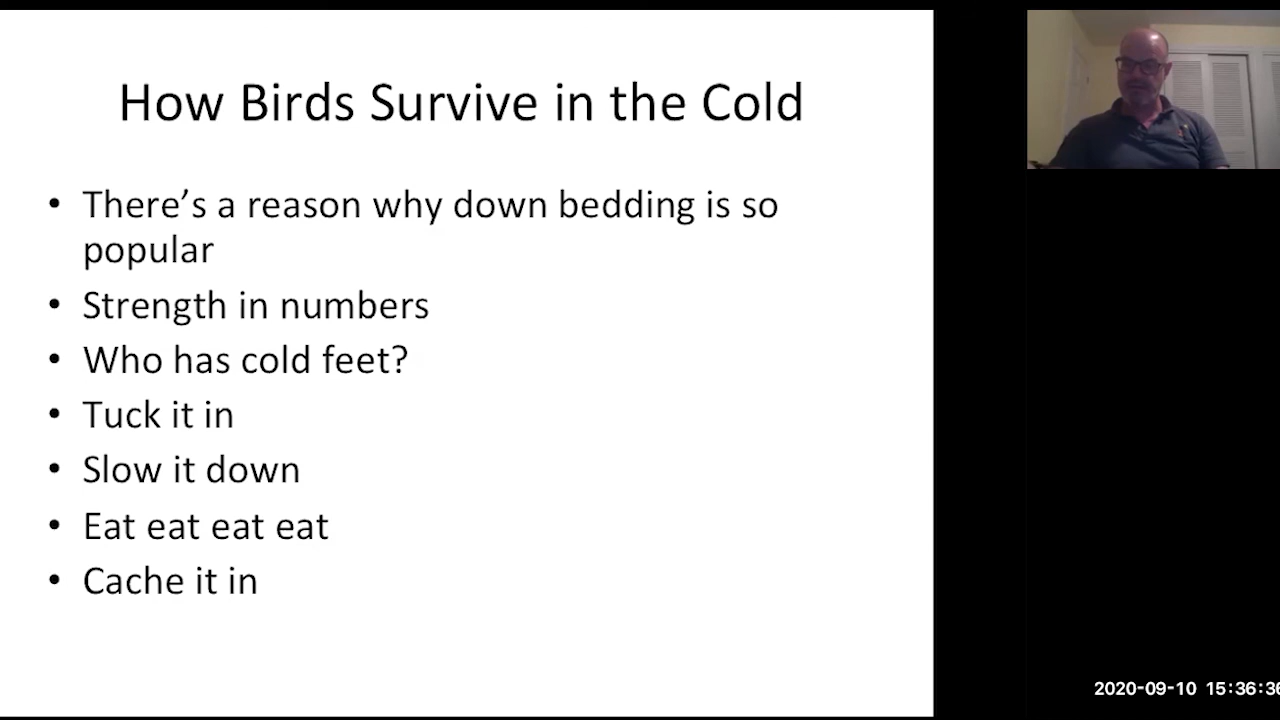 How Birds Survive in the Cold
• There’s a reason why down bedding is so
popular
• Strength in numbers
• Who has cold feet?
• Tuck it in
• Slow it down
• Eat eat eat eat
• Cache it in
2020-09-10 15:36:36